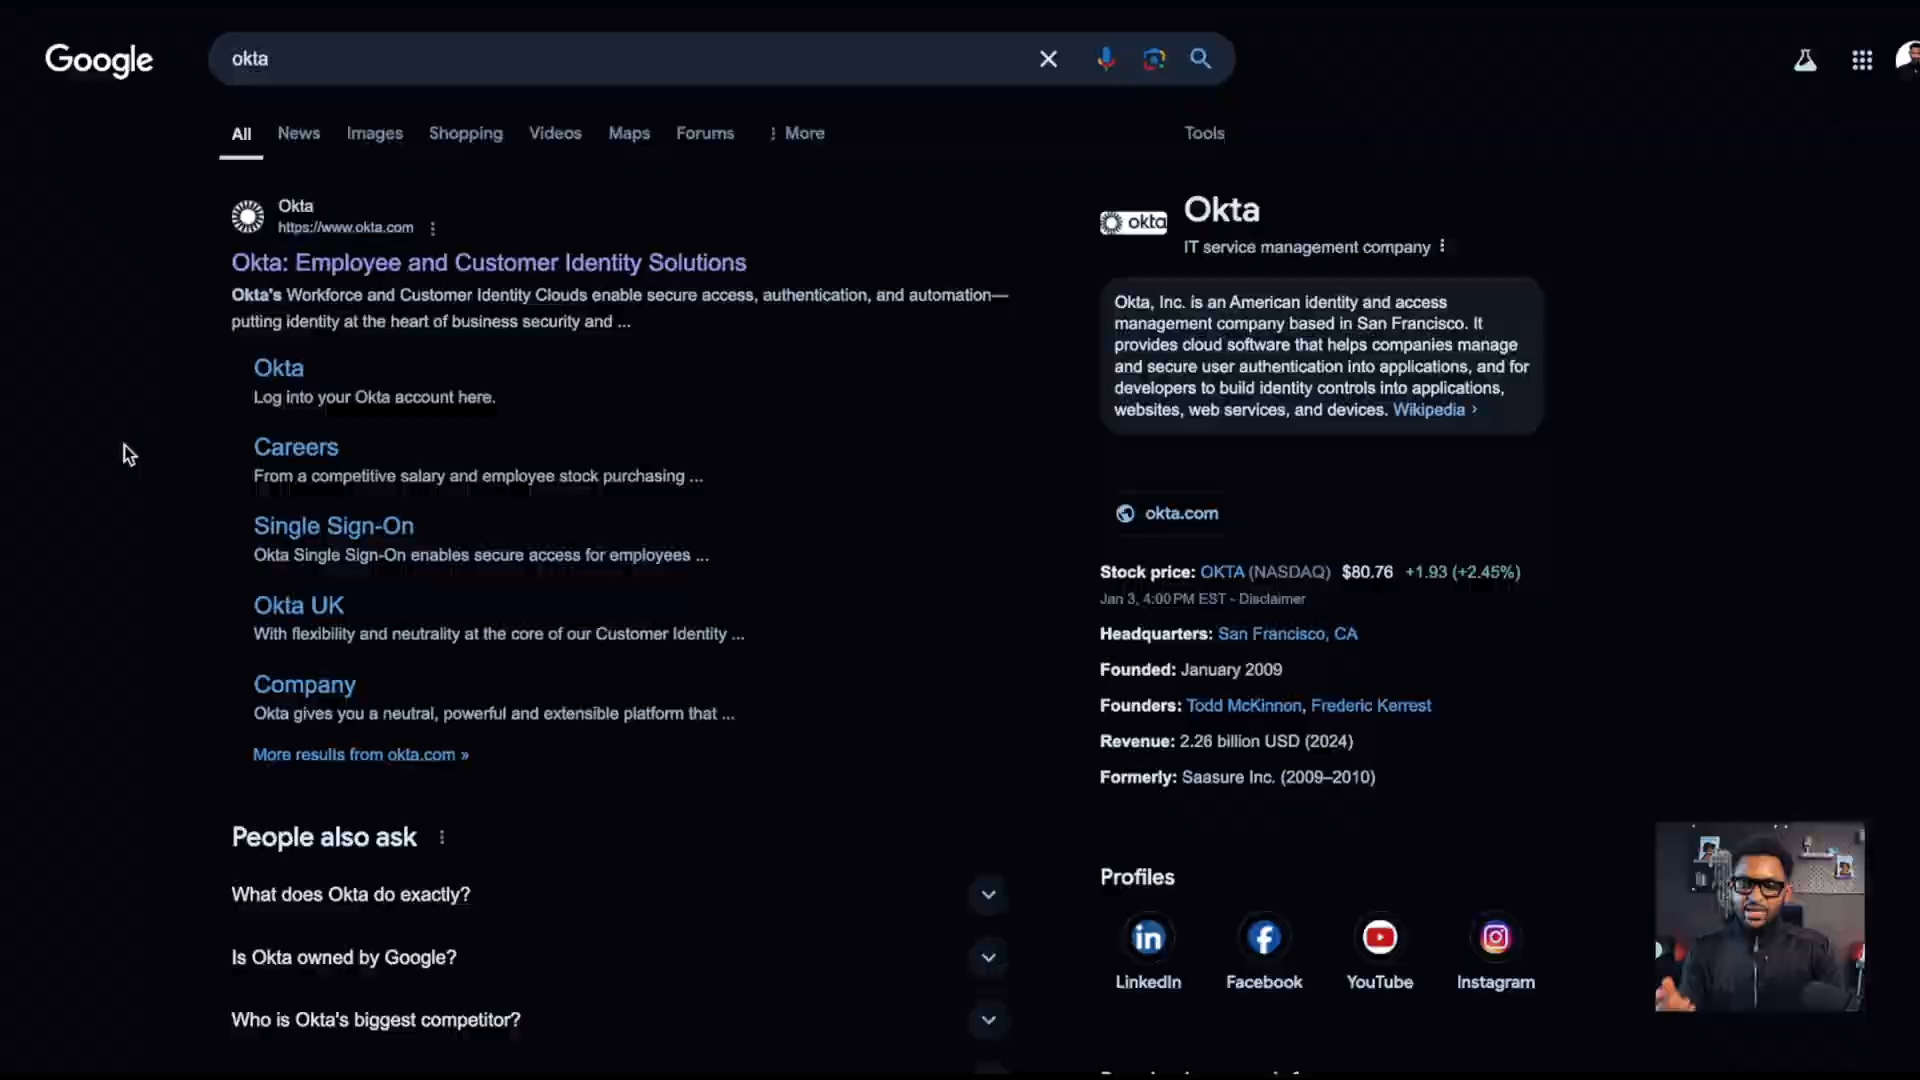 Google
okta
All
News
Images
Shopping
Videos
Maps
Forums
More
Tools
Okta
https://www.okta.com
Okta: Employee and Customer Identity Solutions
Okta's Workforce and Customer Identity Clouds enable secure access, authentication, and automation—
putting identity at the heart of business security and ...
Okta
Log into your Okta account here.
Careers
From a competitive salary and employee stock purchasing ...
Single Sign-On
Okta Single Sign-On enables secure access for employees ...
Okta UK
With flexibility and neutrality at the core of our Customer Identity ...
Company
Okta gives you a neutral, powerful and extensible platform that ...
More results from okta.com »
People also ask
What does Okta do exactly?
Is Okta owned by Google?
Who is Okta's biggest competitor?
okta
Okta
IT service management company
Okta, Inc. is an American identity and access
management company based in San Francisco. It
provides cloud software that helps companies manage
and secure user authentication into applications, and for
developers to build identity controls into applications,
websites, web services, and devices. Wikipedia ›
okta.com
Stock price: OKTA (NASDAQ) $80.76 +1.93 (+2.45%)
Jan 3, 4:00 PM EST - Disclaimer
Headquarters: San Francisco, CA
Founded: January 2009
Founders: Todd McKinnon, Frederic Kerrest
Revenue: 2.26 billion USD (2024)
Formerly: Saasure Inc. (2009–2010)
Profiles
LinkedIn
Facebook
YouTube
Instagram